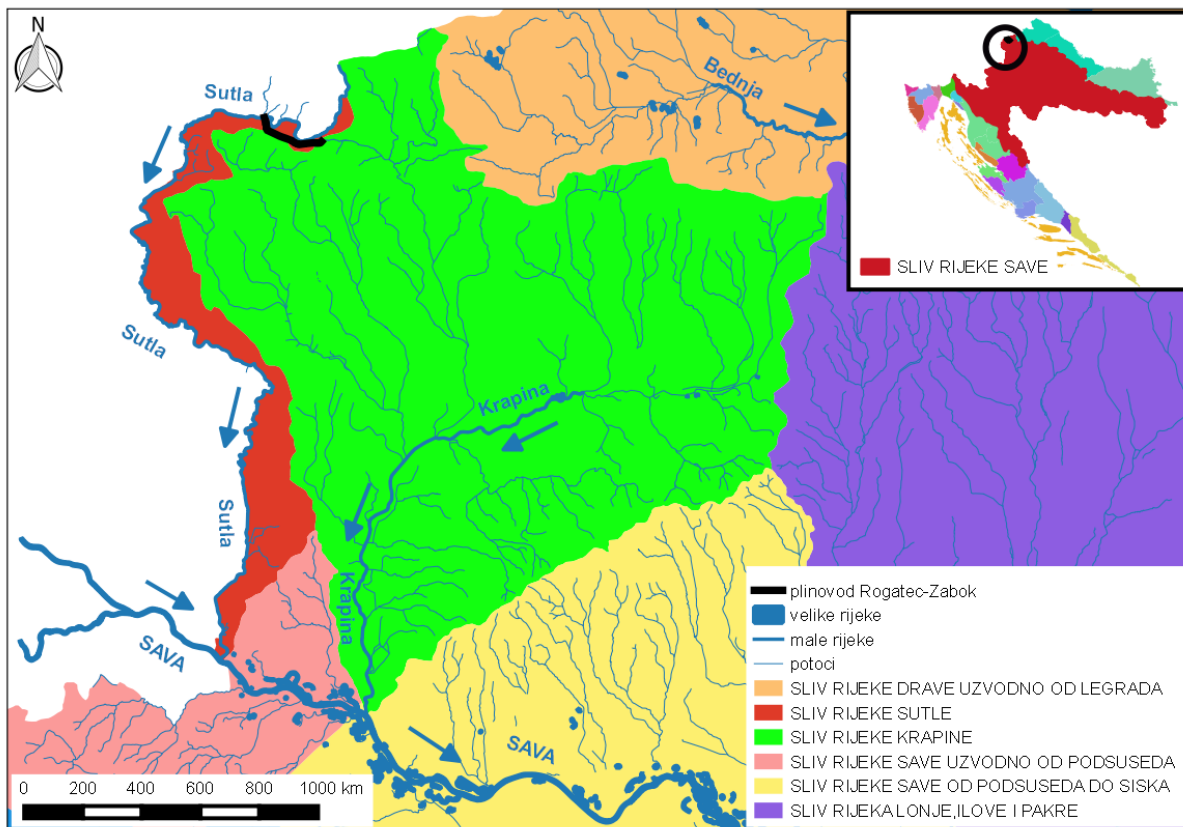 N
Sutla
Bednja
SLIV RIJEKE SAVE
Sutla
Krapina
Sutla
Krapina
SAVA
SAVA
plinovod Rogatec-Zabok
velike rijeke
male rijeke
potoci
SLIV RIJEKE DRAVE UZVODNO OD LEGRADA
SLIV RIJEKE SUTLE
SLIV RIJEKE KRAPINE
SLIV RIJEKE SAVE UZVODNO OD PODSUSEDA
SLIV RIJEKE SAVE OD PODSUSEDA DO SISKA
SLIV RIJEKA LONJE,ILOVE I PAKRE
0 200 400 600 800 1000 km